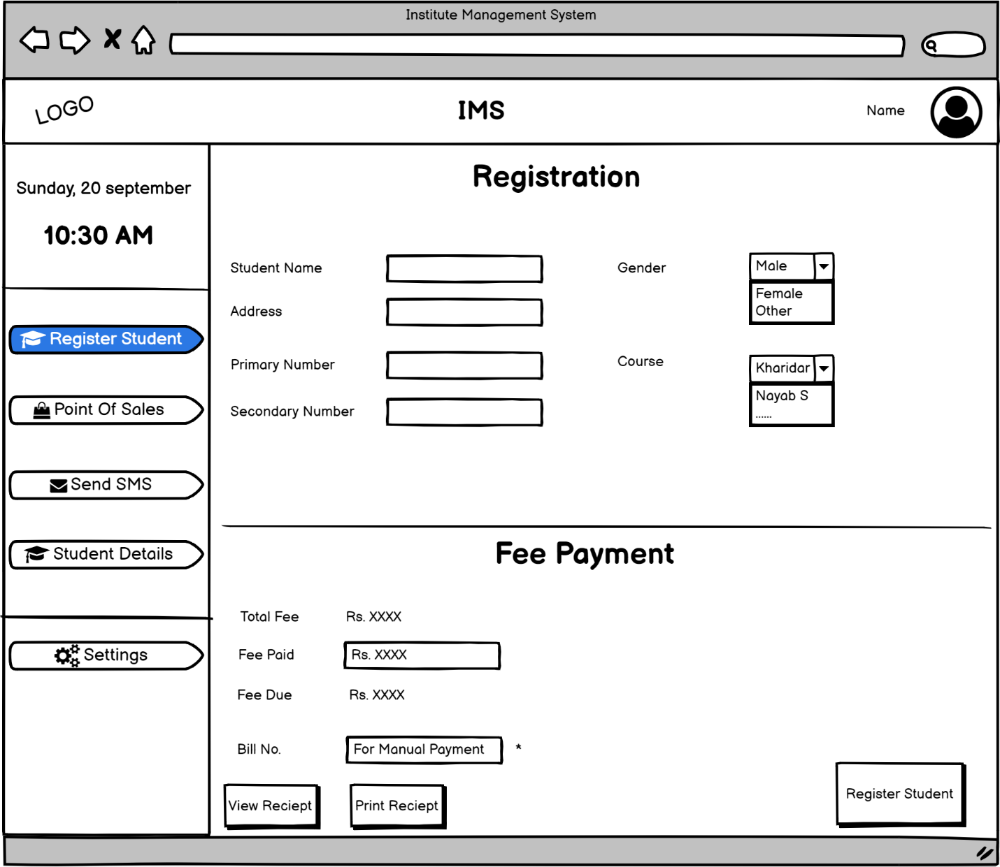 Institute Management System
LOGO
IMS
Name
Sunday, 20 september
10:30 AM
Register Student
Point Of Sales
Send SMS
Student Details
Settings
Registration
Student Name
Gender
Male
Female
Other
Address
Primary Number
Course
Kharidar
Nayab S
......
Secondary Number
Fee Payment
Total Fee Rs. XXXX
Fee Paid Rs. XXXX
Fee Due Rs. XXXX
Bill No. For Manual Payment *
View Reciept
Print Reciept
Register Student